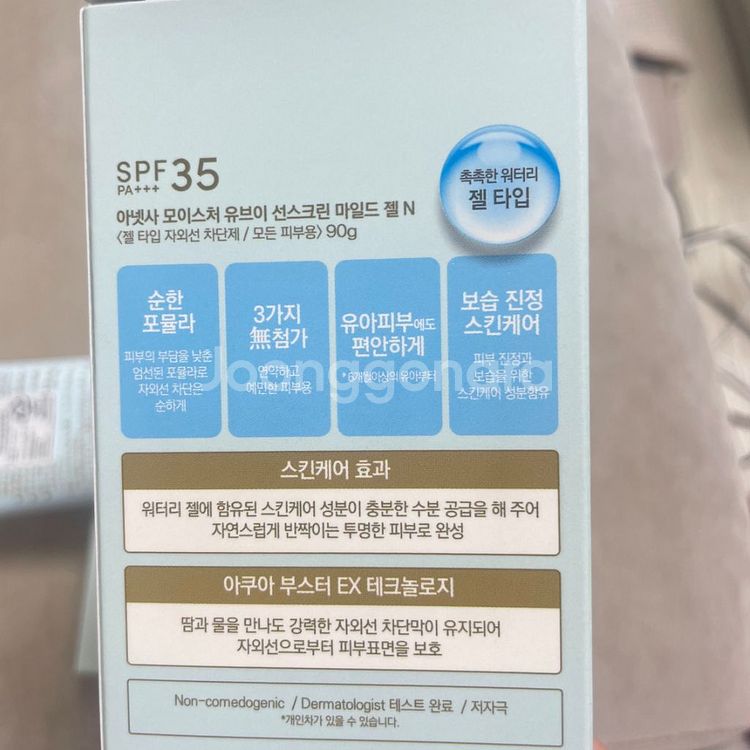 SPF 35
PA+++
촉촉한 워터리
젤 타입
아넷사 모이스처 유브이 선스크린 마일드 젤 N
〈젤 타입 자외선 차단제 / 모든 피부용〉 90g
순한
포뮬라
피부의 부담을 낮춘
엄선된 포뮬라로
자외선 차단은
순하게
3가지
無첨가
연약하고
예민한 피부용
유아피부에도
편안하게
*6개월이상의 유아부터
보습 진정
스킨케어
피부 진정과
보습을 위한
스킨케어 성분함유
Joonggonara
스킨케어 효과
워터리 젤에 함유된 스킨케어 성분이 충분한 수분 공급을 해 주어
자연스럽게 반짝이는 투명한 피부로 완성
아쿠아 부스터 EX 테크놀로지
땀과 물을 만나도 강력한 자외선 차단막이 유지되어
자외선으로부터 피부표면을 보호
Non-comedogenic / Dermatologist 테스트 완료 / 저자극
*개인차가 있을 수 있습니다.